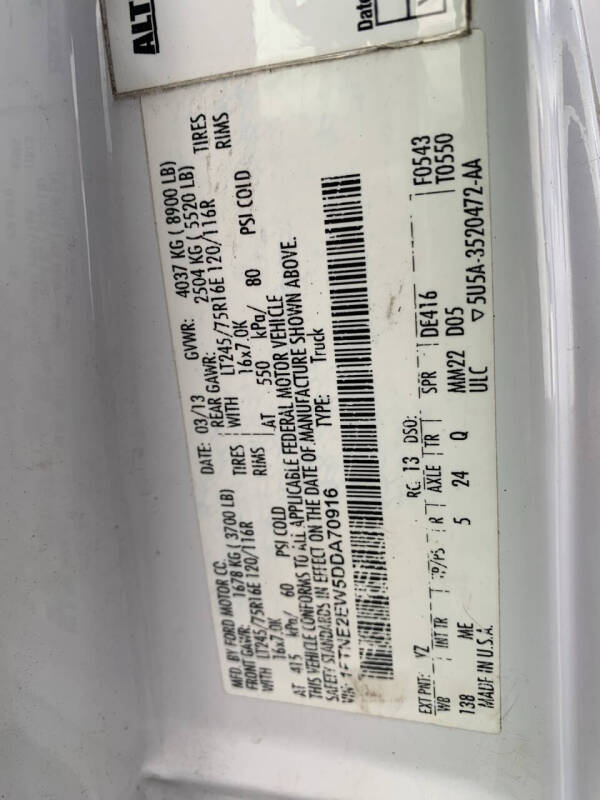 ALT
Date
MFD. BY FORD MOTOR CO.
DATE: 03/13 GVWR: 4037 KG ( 8900 LB)
FRONT GAWR: 1678 KG ( 3700 LB) REAR GAWR: 2504 KG ( 5520 LB)
WITH LT245/75R16E 120/116R TIRES WITH LT245/75R16E 120/116R TIRES
16x7.0K RIMS 16x7.0K RIMS
AT 415 kPa/ 60 PSI COLD AT 550 kPa/ 80 PSI COLD
THIS VEHICLE CONFORMS TO ALL APPLICABLE FEDERAL MOTOR VEHICLE
SAFETY STANDARDS IN EFFECT ON THE DATE OF MANUFACTURE SHOWN ABOVE.
VIN: 1FTNE2EW5DDA70916 TYPE: Truck
EXT PNT: YZ RC: 13 DSO: F0543
WB INT TR TP/PS R AXLE TR SPR DE416 T0550
138 ME 5 24 Q MM22 D05
MADE IN U.S.A. ULC ▽5U5A-3520472-AA